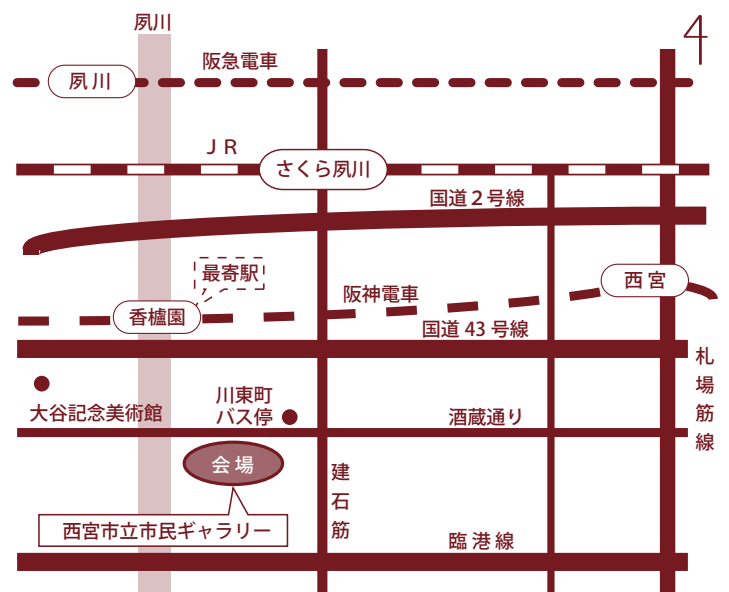 夙川
4
阪急電車
夙川
JR
さくら夙川
国道2号線
最寄駅
西宮
阪神電車
香櫨園
国道43号線
札場筋線
大谷記念美術館
川東町
バス停
酒蔵通り
会場
建石筋
西宮市立市民ギャラリー
臨港線